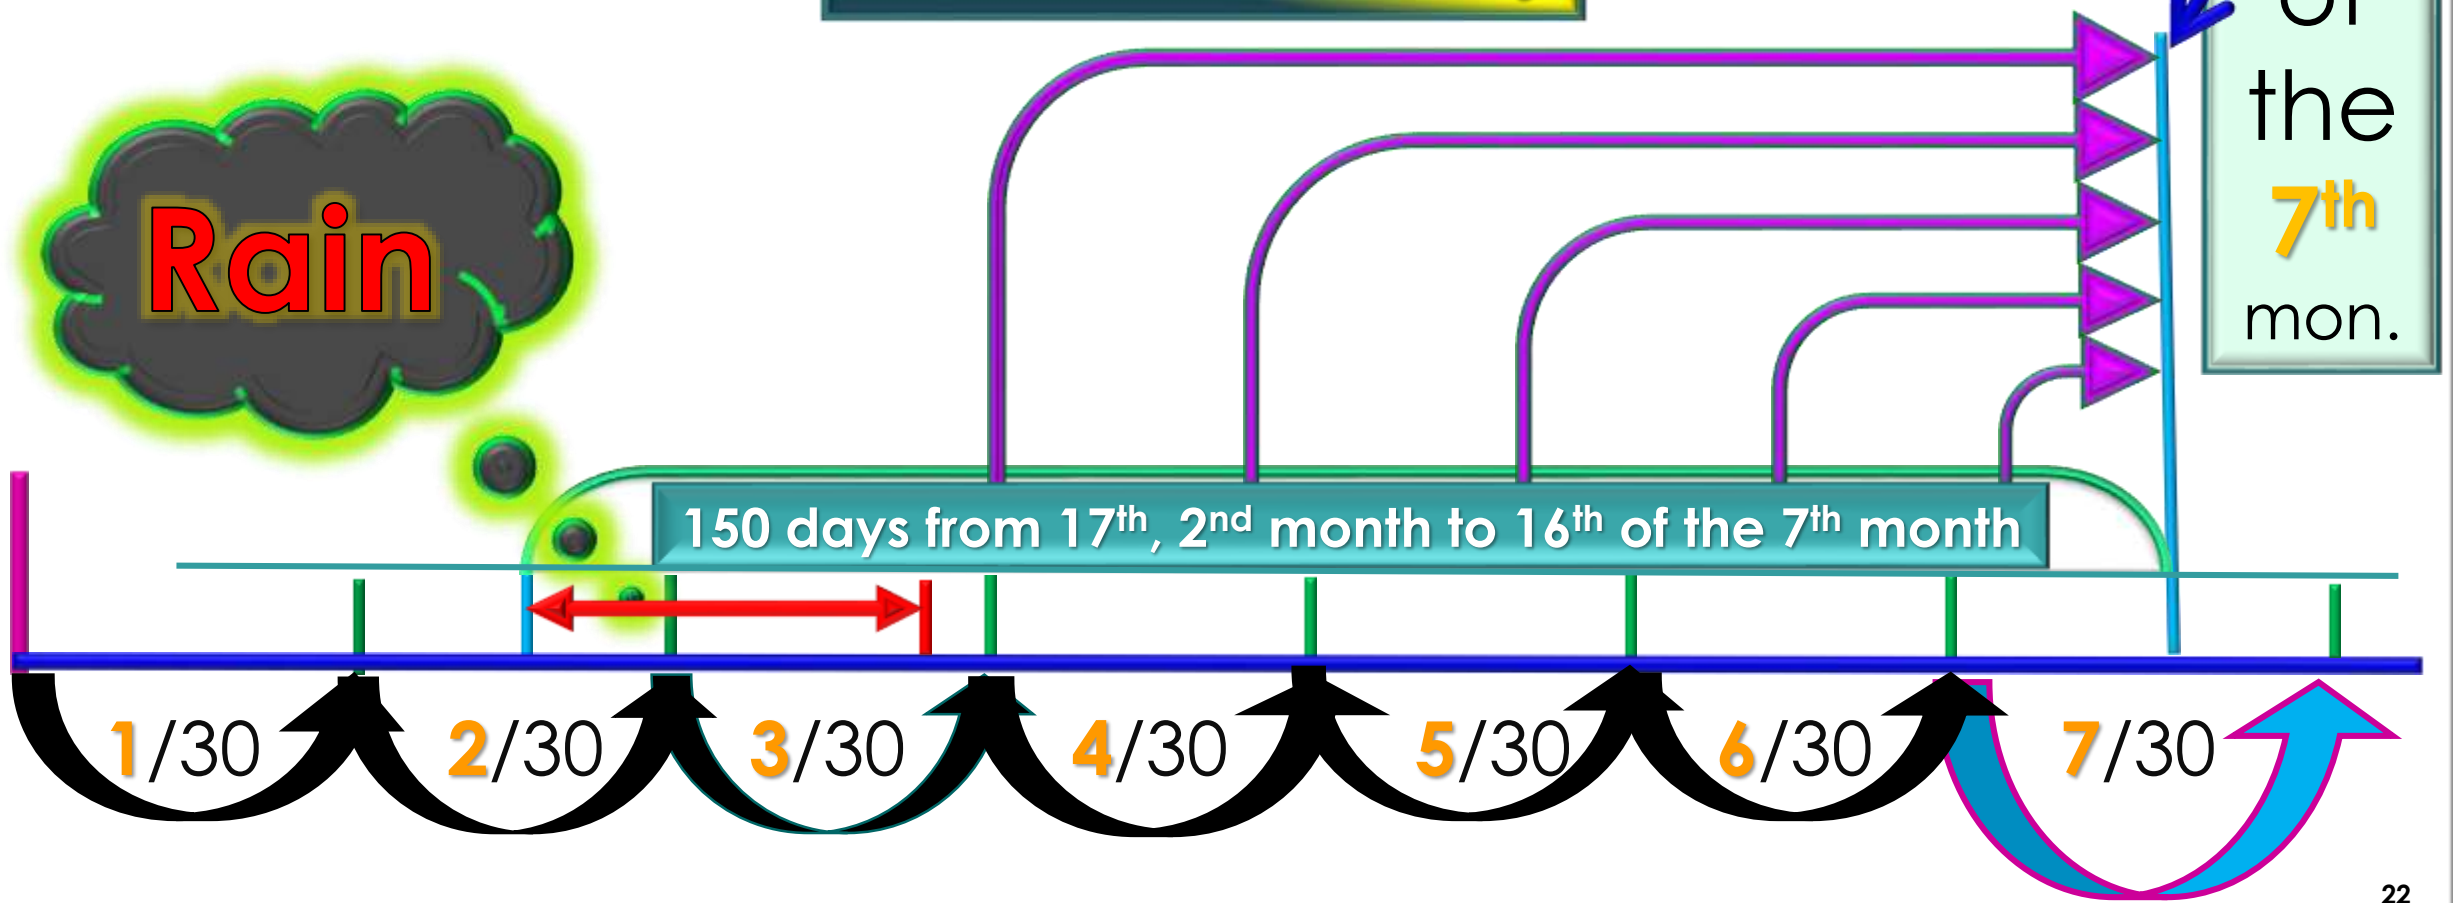 of
the
7th
mon.
Rain
150 days from 17th, 2nd month to 16th of the 7th month
1/30 2/30 3/30 4/30 5/30 6/30 7/30
22